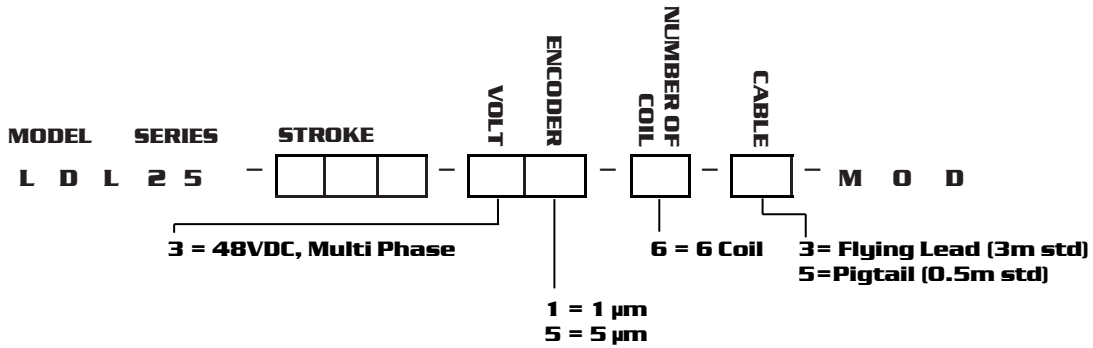 VOLT
ENCODER
NUMBER OF
COIL
CABLE
MODEL SERIES STROKE
L D L 2 5 - - - - - M O D
3 = 48VDC, Multi Phase
6 = 6 Coil
3= Flying Lead (3m std)
5=Pigtail (0.5m std)
1 = 1 µm
5 = 5 µm